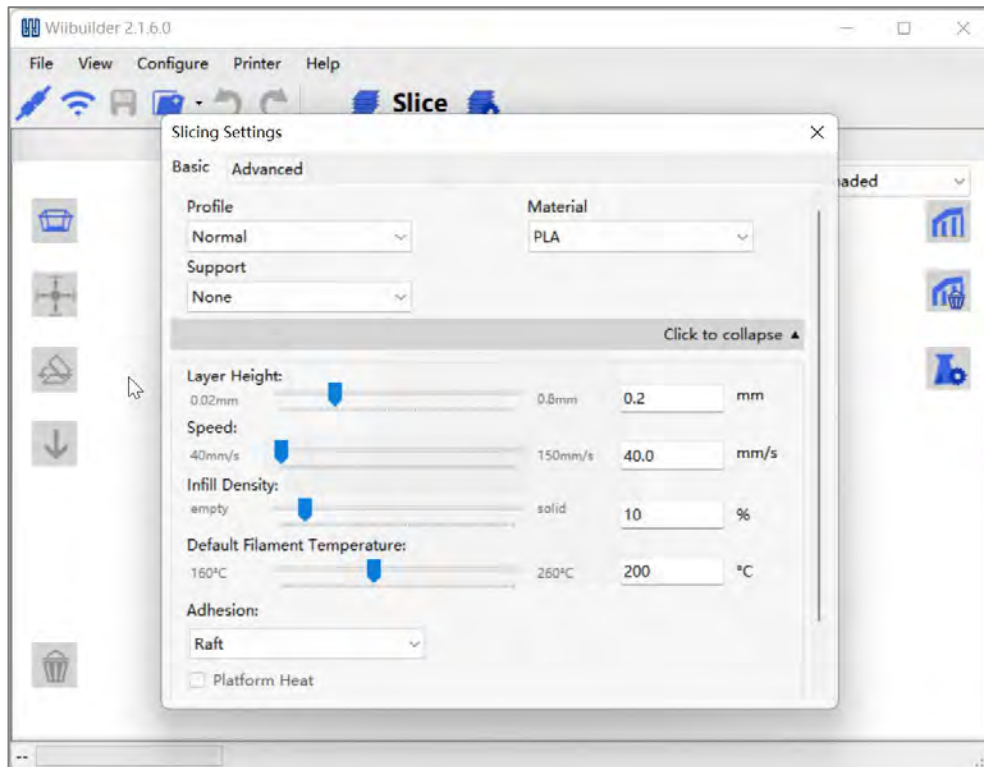 Wiibuilder 2.1.6.0
File View Configure Printer Help
Slice
Slicing Settings
Basic Advanced
aded
Profile Material
Normal PLA
Support
None
Click to collapse ▲
Layer Height:
0.02mm 0.8mm 0.2 mm
Speed:
40mm/s 150mm/s 40.0 mm/s
Infill Density:
empty solid 10 %
Default Filament Temperature:
160°C 260°C 200 °C
Adhesion:
Raft
Platform Heat
--